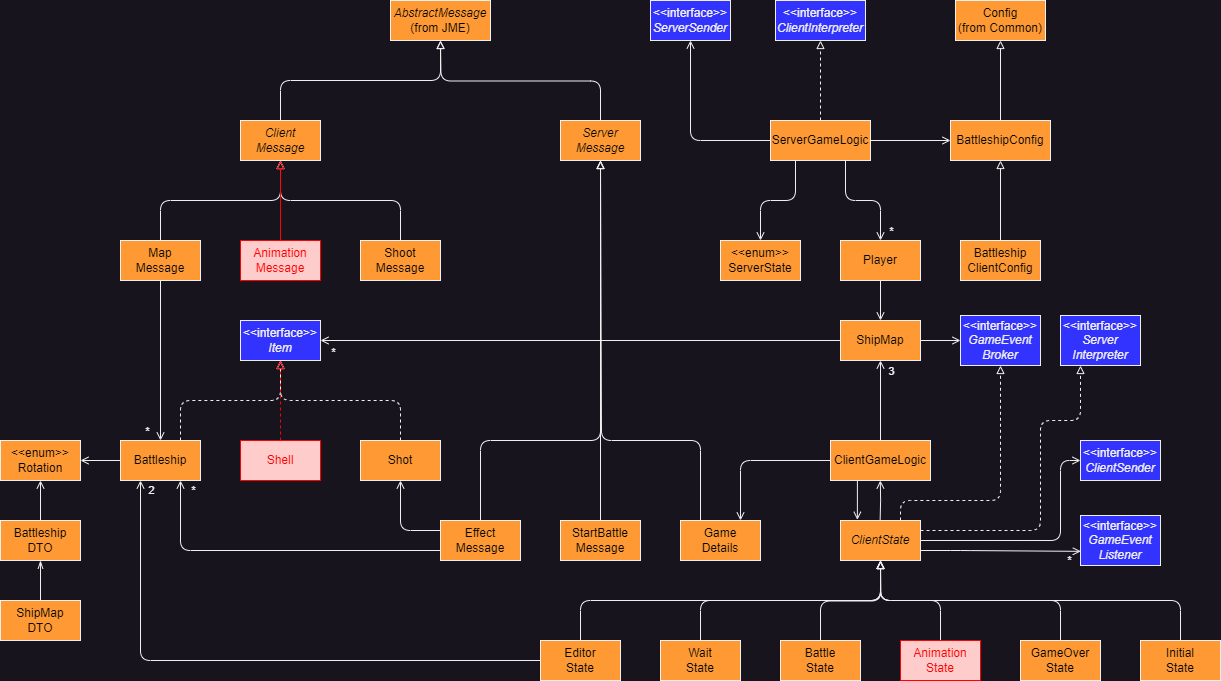 AbstractMessage
(from JME)
<<interface>>
ServerSender
<<interface>>
ClientInterpreter
Config
(from Common)
Client
Message
Server
Message
ServerGameLogic
BattleshipConfig
Map
Message
Animation
Message
Shoot
Message
<<enum>>
ServerState
*
Player
Battleship
ClientConfig
<<interface>>
Item
*
ShipMap
<<interface>>
GameEvent
Broker
<<interface>>
Server
Interpreter
3
<<enum>>
Rotation
*
Battleship
Shell
Shot
ClientGameLogic
<<interface>>
ClientSender
2
*
Battleship
DTO
Effect
Message
StartBattle
Message
Game
Details
ClientState
*
<<interface>>
GameEvent
Listener
ShipMap
DTO
Editor
State
Wait
State
Battle
State
Animation
State
GameOver
State
Initial
State